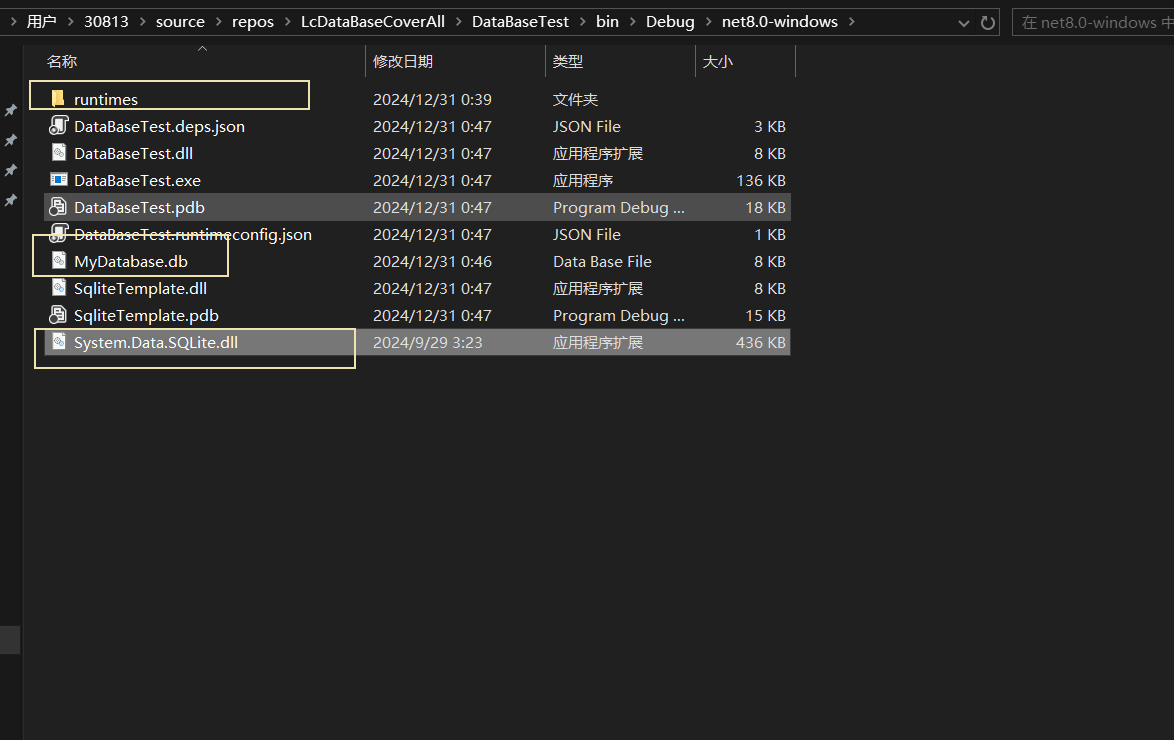 用户 > 30813 > source > repos > LcDataBaseCoverAll > DataBaseTest > bin > Debug > net8.0-windows > 在 net8.0-windows 中
名称 修改日期 类型 大小
runtimes 2024/12/31 0:39 文件夹
DataBaseTest.deps.json 2024/12/31 0:47 JSON File 3 KB
DataBaseTest.dll 2024/12/31 0:47 应用程序扩展 8 KB
DataBaseTest.exe 2024/12/31 0:47 应用程序 136 KB
DataBaseTest.pdb 2024/12/31 0:47 Program Debug ... 18 KB
DataBaseTest.runtimeconfig.json 2024/12/31 0:47 JSON File 1 KB
MyDatabase.db 2024/12/31 0:46 Data Base File 8 KB
SqliteTemplate.dll 2024/12/31 0:47 应用程序扩展 8 KB
SqliteTemplate.pdb 2024/12/31 0:47 Program Debug ... 15 KB
System.Data.SQLite.dll 2024/9/29 3:23 应用程序扩展 436 KB